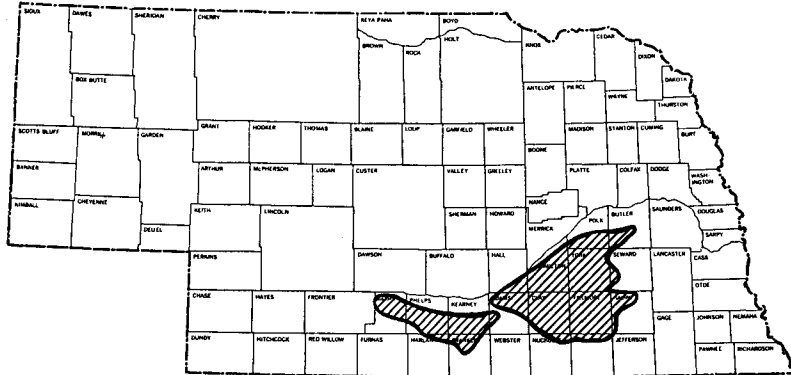 SIOUX
DAWES
SHERIDAN
CHERRY
KEYA PAHA
BOYD
BROWN
ROCK
HOLT
KNOX
CEDAR
DIXON
DAKOTA
BOX BUTTE
ANTELOPE
PIERCE
WAYNE
THURSTON
SCOTTS BLUFF
MORRILL
GARDEN
GRANT
HOOKER
THOMAS
BLAINE
LOUP
GARFIELD
WHEELER
MADISON
STANTON
CUMING
BURT
BOONE
BANNER
ARTHUR
McPHERSON
LOGAN
CUSTER
VALLEY
GREELEY
PLATTE
COLFAX
DODGE
WASH-
INGTON
NANCE
KIMBALL
CHEYENNE
KEITH
LINCOLN
SHERMAN
HOWARD
MERRICK
POLK
BUTLER
SAUNDERS
DOUGLAS
SARPY
DEUEL
PERKINS
DAWSON
BUFFALO
HALL
YORK
SEWARD
LANCASTER
CASS
OTOE
CHASE
HAYES
FRONTIER
PHELPS
KEARNEY
CLAY
GAGE
JOHNSON
NEMAHA
DUNDY
HITCHCOCK
RED WILLOW
FURNAS
HARLAN
WEBSTER
JEFFERSON
PAWNEE
RICHARDSON